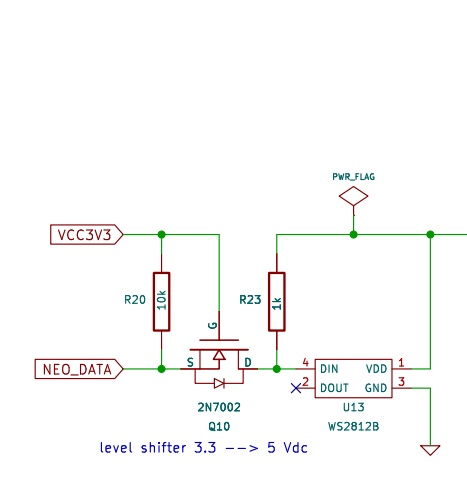 PWR_FLAG
VCC3V3
R20
10k
R23
1k
G
NEO_DATA
S
D
4
DIN
VDD
1
2
DOUT
GND
3
2N7002
U13
Q10
WS2812B
level shifter 3.3 --> 5 Vdc